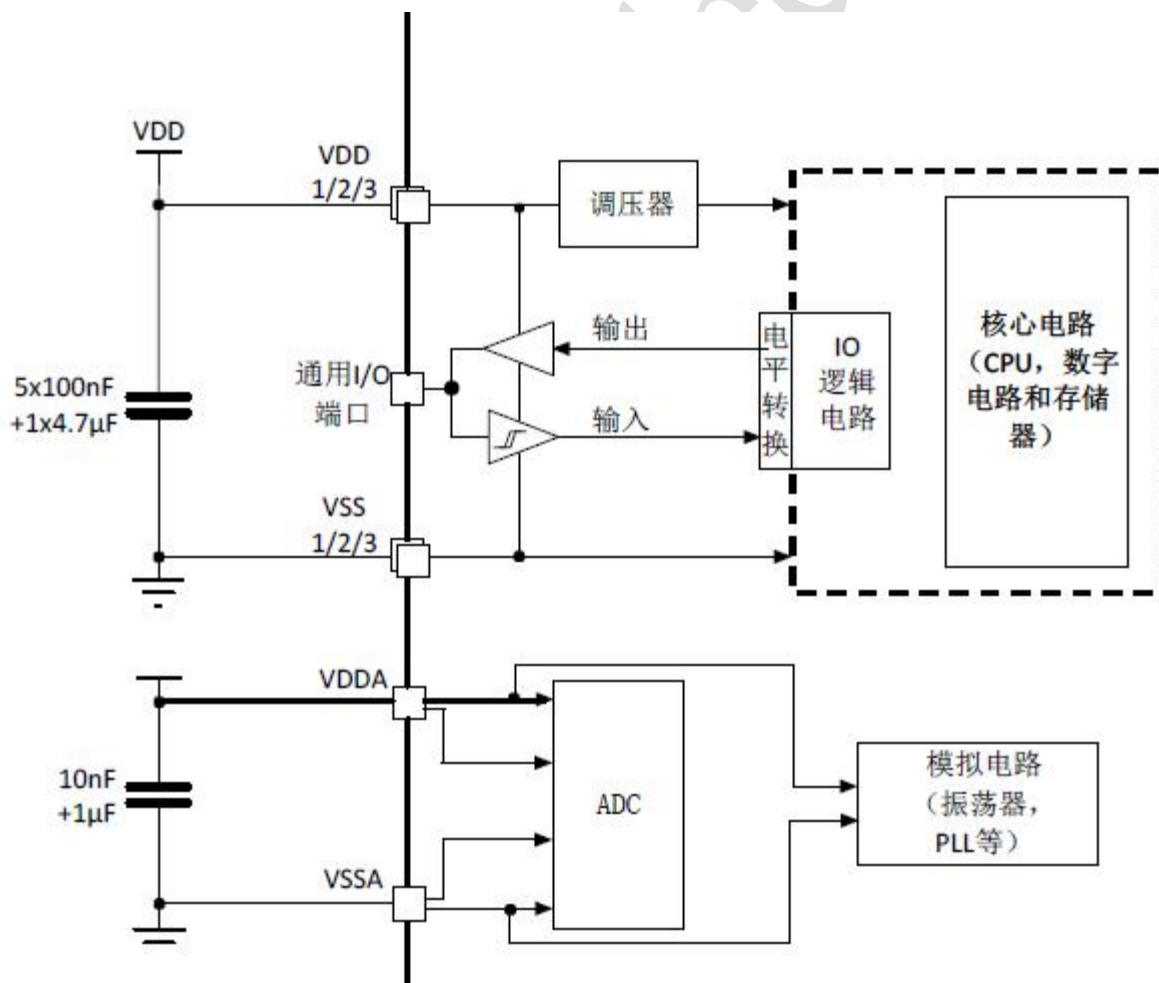 VDD
VDD
1/2/3
调压器
输出
通用I/O
端口
输入
电
平
转
换
IO
逻辑
电路
核心电路
（CPU，数字
电路和存储
器）
5x100nF
+1x4.7μF
VSS
1/2/3
VDDA
10nF
+1μF
ADC
模拟电路
（振荡器，
PLL等）
VSSA